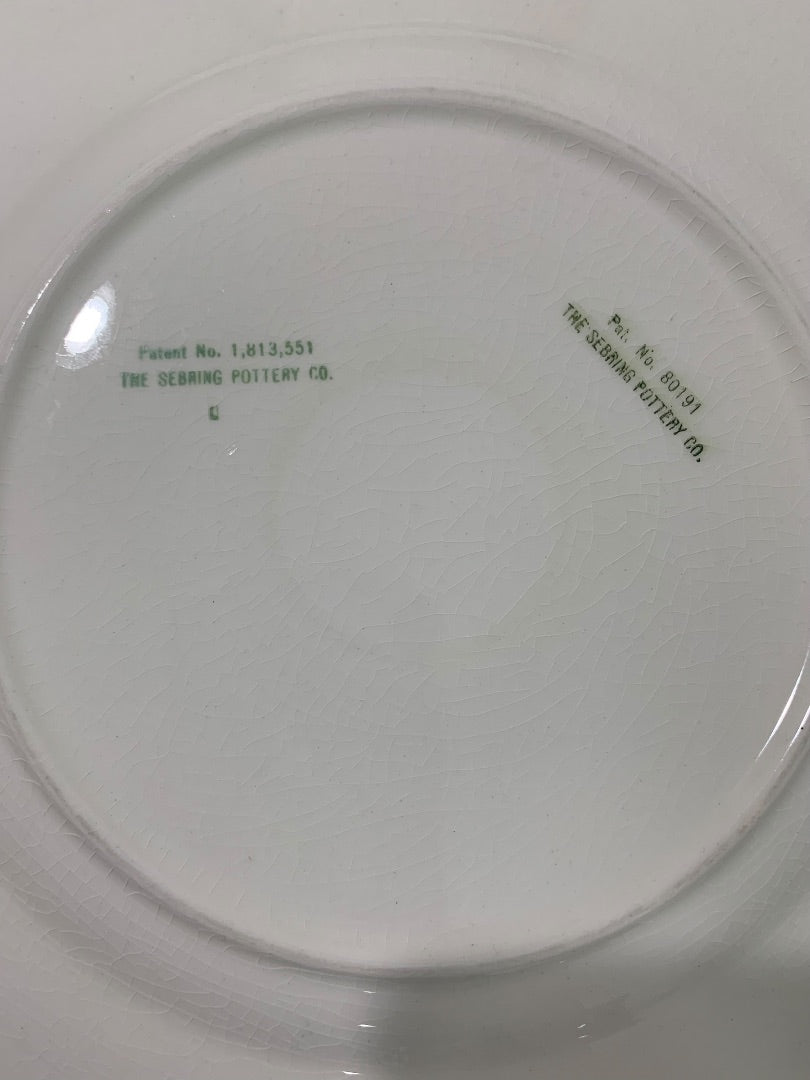 Patent No. 1,813,551
THE SEBRING POTTERY CO.
Pat. No. 80191
THE SEBRING POTTERY CO.